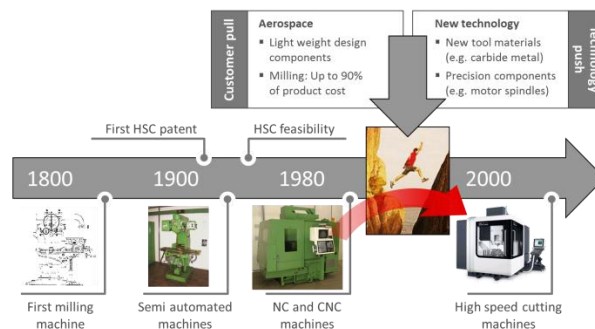 Customer pull
Aerospace
▪ Light weight design
components
▪ Milling: Up to 90%
of product cost
New technology
▪ New tool materials
(e.g. carbide metal)
▪ Precision components
(e.g. motor spindles)
Technology
push
First HSC patent
HSC feasibility
1800
1900
1980
2000
First milling
machine
Semi automated
machines
NC and CNC
machines
High speed cutting
machines